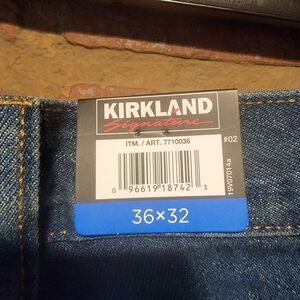 KIRKLAND
Signature
ITM. / ART. 7710036
#02
0 96619 18742 3
19V07014a
36×32